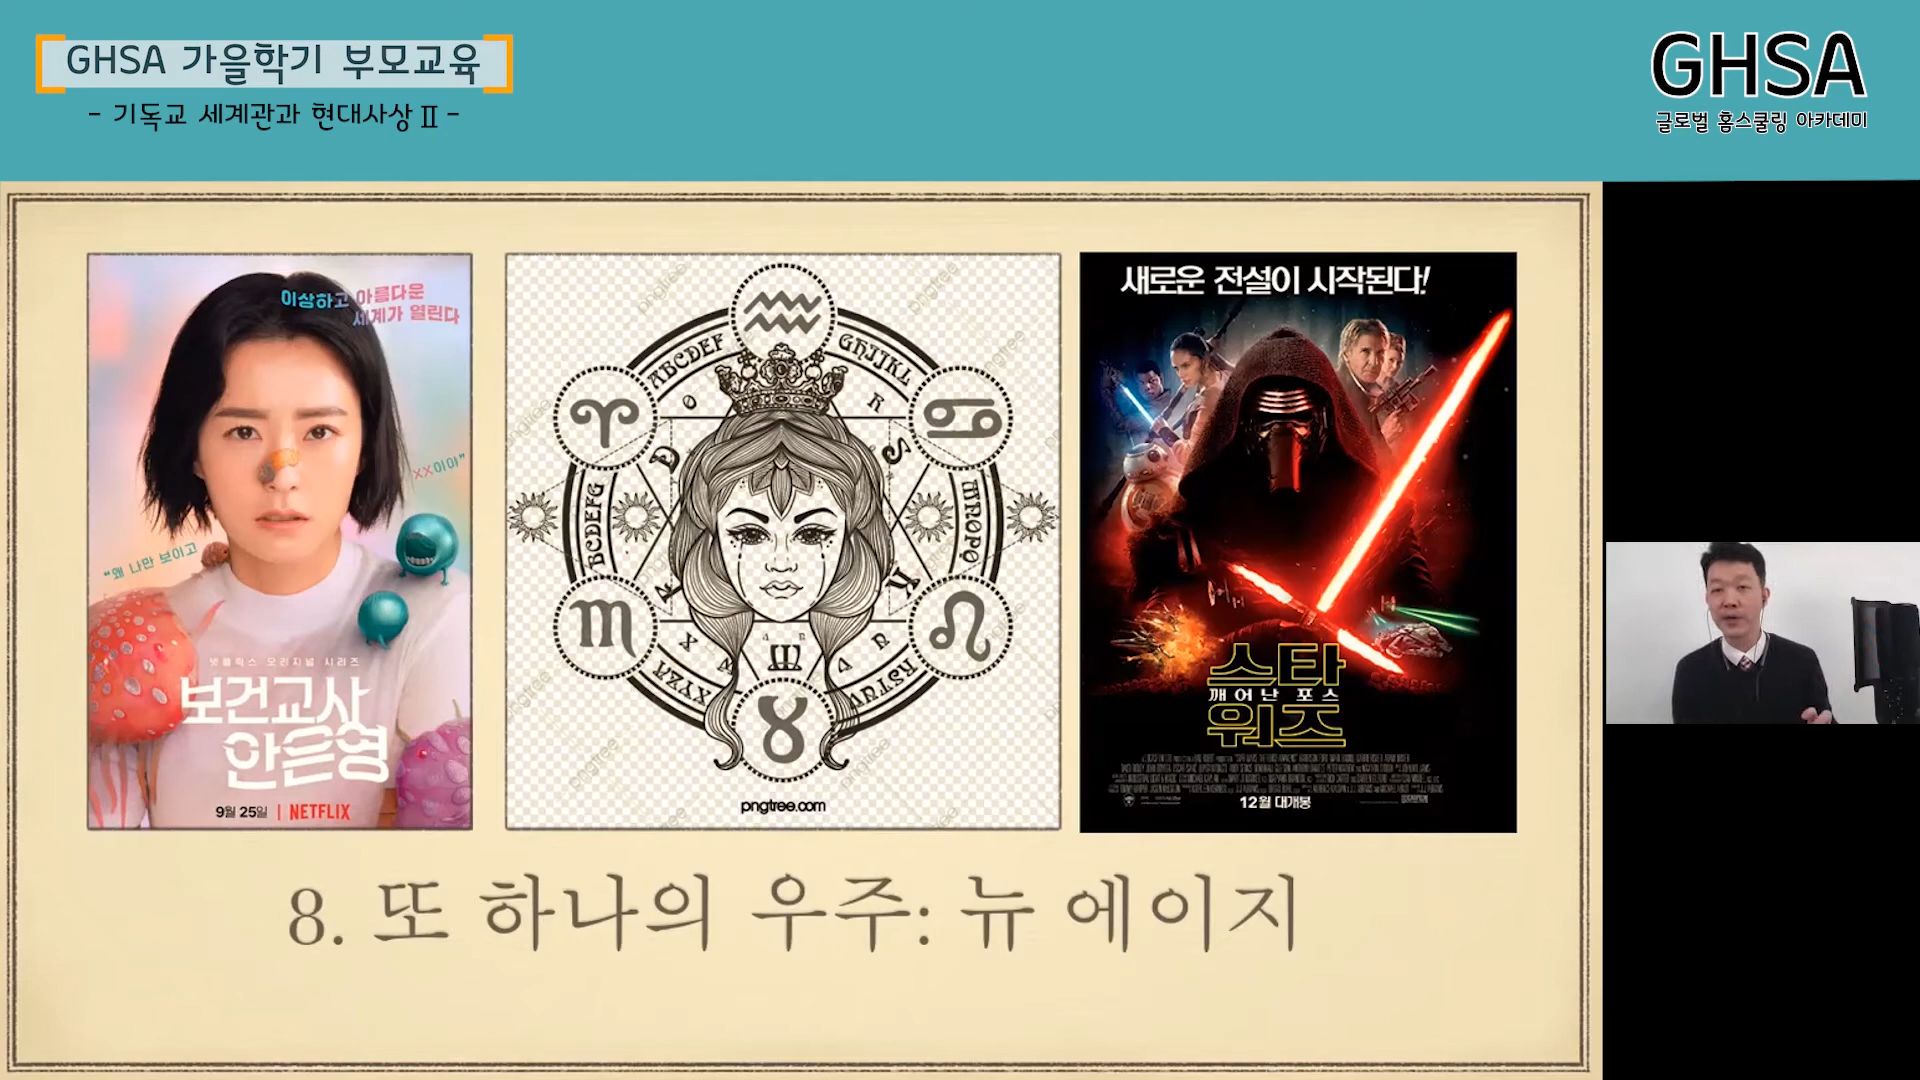 GHSA 가을학기 부모교육
- 기독교 세계관과 현대사상 Ⅱ -
GHSA
글로벌 홈스쿨링 아카데미
이상하고 아름다운
세계가 열린다
XX이야"
"왜 나만 보이고
넷플릭스 오리지널 시리즈
보건교사
안은영
9월 25일 | NETFLIX
ABCDEF
GHIJKL
O
R
D
S
BCDEFG
MNOPQ
X
RSTUV
XYZ
pngtree.com
새로운 전설이 시작된다!
스타
깨어난 포스
워즈
12월 대개봉
8. 또 하나의 우주: 뉴 에이지